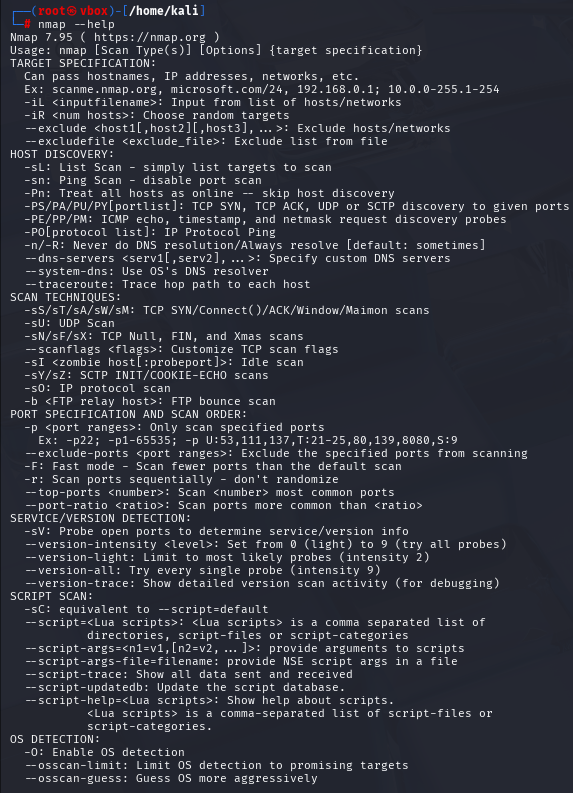 ┌──(root㉿vbox)-[/home/kali]
└─# nmap --help
Nmap 7.95 ( https://nmap.org )
Usage: nmap [Scan Type(s)] [Options] {target specification}
TARGET SPECIFICATION:
  Can pass hostnames, IP addresses, networks, etc.
  Ex: scanme.nmap.org, microsoft.com/24, 192.168.0.1; 10.0.0-255.1-254
  -iL <inputfilename>: Input from list of hosts/networks
  -iR <num hosts>: Choose random targets
  --exclude <host1[,host2][,host3],...>: Exclude hosts/networks
  --excludefile <exclude_file>: Exclude list from file
HOST DISCOVERY:
  -sL: List Scan - simply list targets to scan
  -sn: Ping Scan - disable port scan
  -Pn: Treat all hosts as online -- skip host discovery
  -PS/PA/PU/PY[portlist]: TCP SYN, TCP ACK, UDP or SCTP discovery to given ports
  -PE/PP/PM: ICMP echo, timestamp, and netmask request discovery probes
  -PO[protocol list]: IP Protocol Ping
  -n/-R: Never do DNS resolution/Always resolve [default: sometimes]
  --dns-servers <serv1[,serv2],...>: Specify custom DNS servers
  --system-dns: Use OS's DNS resolver
  --traceroute: Trace hop path to each host
SCAN TECHNIQUES:
  -sS/sT/sA/sW/sM: TCP SYN/Connect()/ACK/Window/Maimon scans
  -sU: UDP Scan
  -sN/sF/sX: TCP Null, FIN, and Xmas scans
  --scanflags <flags>: Customize TCP scan flags
  -sI <zombie host[:probeport]>: Idle scan
  -sY/sZ: SCTP INIT/COOKIE-ECHO scans
  -sO: IP protocol scan
  -b <FTP relay host>: FTP bounce scan
PORT SPECIFICATION AND SCAN ORDER:
  -p <port ranges>: Only scan specified ports
    Ex: -p22; -p1-65535; -p U:53,111,137,T:21-25,80,139,8080,S:9
  --exclude-ports <port ranges>: Exclude the specified ports from scanning
  -F: Fast mode - Scan fewer ports than the default scan
  -r: Scan ports sequentially - don't randomize
  --top-ports <number>: Scan <number> most common ports
  --port-ratio <ratio>: Scan ports more common than <ratio>
SERVICE/VERSION DETECTION:
  -sV: Probe open ports to determine service/version info
  --version-intensity <level>: Set from 0 (light) to 9 (try all probes)
  --version-light: Limit to most likely probes (intensity 2)
  --version-all: Try every single probe (intensity 9)
  --version-trace: Show detailed version scan activity (for debugging)
SCRIPT SCAN:
  -sC: equivalent to --script=default
  --script=<Lua scripts>: <Lua scripts> is a comma separated list of
           directories, script-files or script-categories
  --script-args=<n1=v1,[n2=v2,...]>: provide arguments to scripts
  --script-args-file=filename: provide NSE script args in a file
  --script-trace: Show all data sent and received
  --script-updatedb: Update the script database.
  --script-help=<Lua scripts>: Show help about scripts.
           <Lua scripts> is a comma-separated list of script-files or
           script-categories.
OS DETECTION:
  -O: Enable OS detection
  --osscan-limit: Limit OS detection to promising targets
  --osscan-guess: Guess OS more aggressively